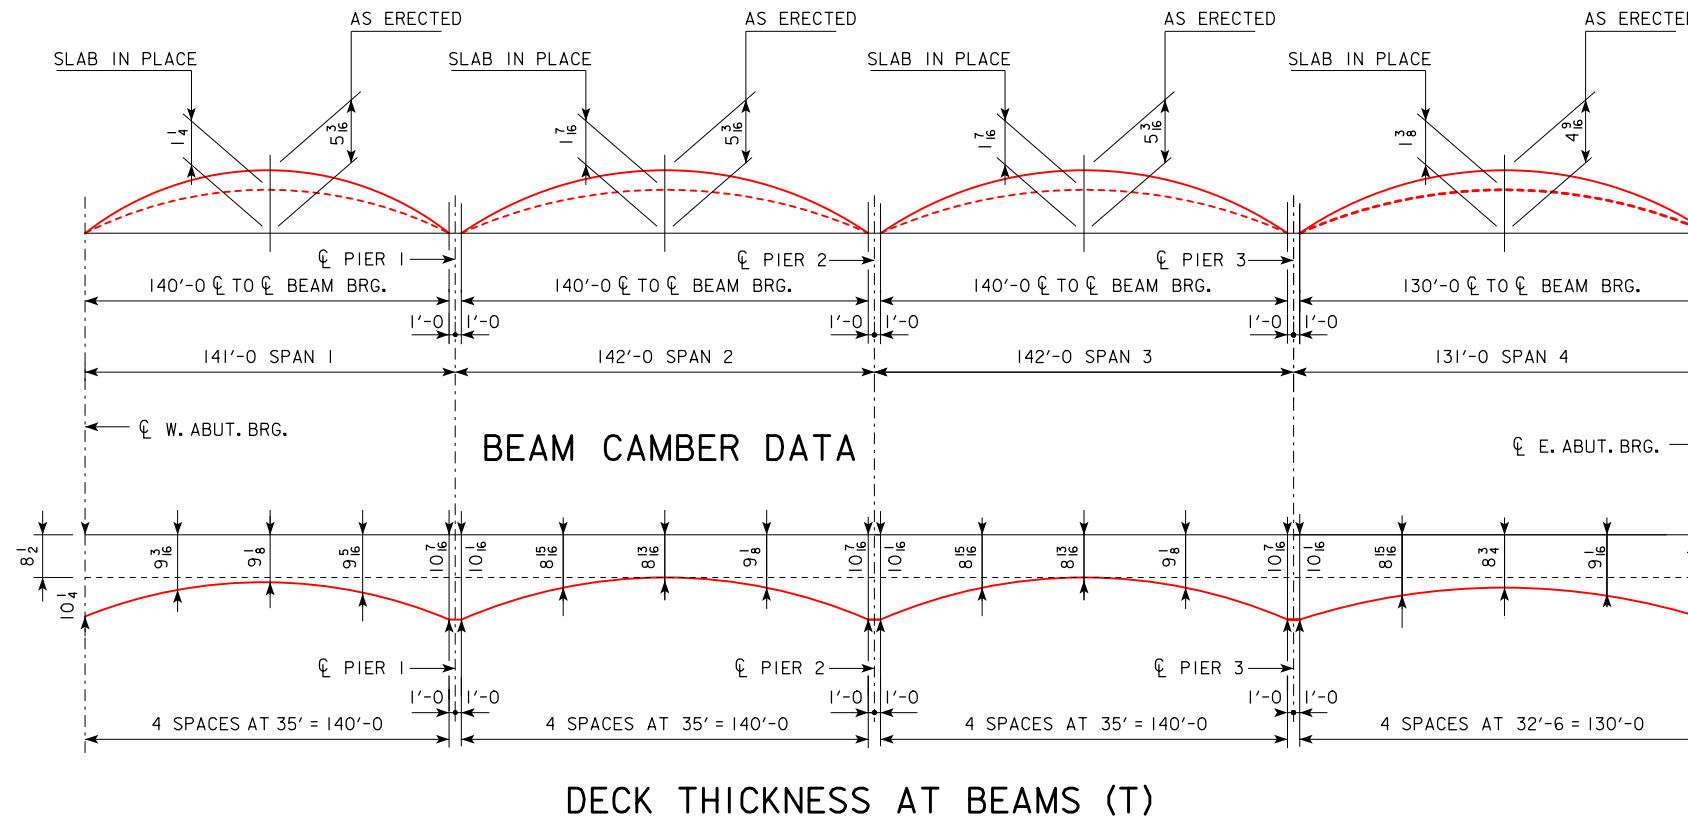 AS ERECTED AS ERECTED AS ERECTED AS ERECTED
SLAB IN PLACE SLAB IN PLACE SLAB IN PLACE SLAB IN PLACE
1 1/4 5 3/16 1 7/16 5 3/16 1 7/16 5 3/16 1 3/8 4 9/16
℄ PIER 1 ℄ PIER 2 ℄ PIER 3
140'-0 ℄ TO ℄ BEAM BRG. 140'-0 ℄ TO ℄ BEAM BRG. 140'-0 ℄ TO ℄ BEAM BRG. 130'-0 ℄ TO ℄ BEAM BRG.
1'-0 1'-0 1'-0 1'-0 1'-0 1'-0
141'-0 SPAN 1 142'-0 SPAN 2 142'-0 SPAN 3 131'-0 SPAN 4
℄ W. ABUT. BRG.
BEAM CAMBER DATA
℄ E. ABUT. BRG.
8 1/2 10 1/4 9 3/16 9 1/8 9 5/16 10 7/16 10 1/16 8 15/16 8 13/16 9 1/8 10 7/16 10 1/16 8 15/16 8 13/16 9 1/8 10 7/16 10 1/16 8 15/16 8 3/4 9 1/16
℄ PIER 1 ℄ PIER 2 ℄ PIER 3
1'-0 1'-0 1'-0 1'-0 1'-0 1'-0
4 SPACES AT 35' = 140'-0 4 SPACES AT 35' = 140'-0 4 SPACES AT 35' = 140'-0 4 SPACES AT 32'-6 = 130'-0
DECK THICKNESS AT BEAMS (T)